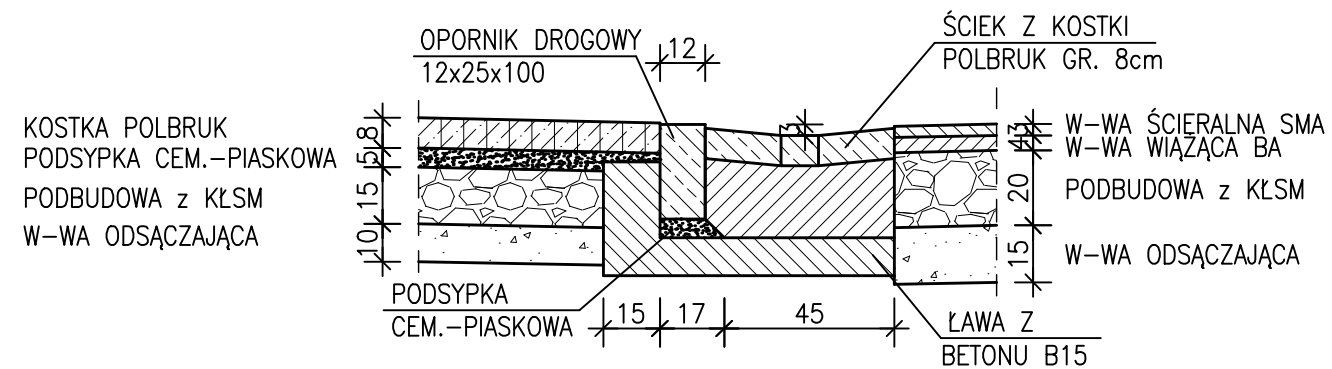 OPORNIK DROGOWY
12x25x100
12
ŚCIEK Z KOSTKI
POLBRUK GR. 8cm
KOSTKA POLBRUK
PODSYPKA CEM.-PIASKOWA
PODBUDOWA z KŁSM
W-WA ODSĄCZAJĄCA
8
5
15
10
3
4
20
15
W-WA ŚCIERALNA SMA
W-WA WIĄŻĄCA BA
PODBUDOWA z KŁSM
W-WA ODSĄCZAJĄCA
PODSYPKA
CEM.-PIASKOWA
15 17 45
ŁAWA Z
BETONU B15